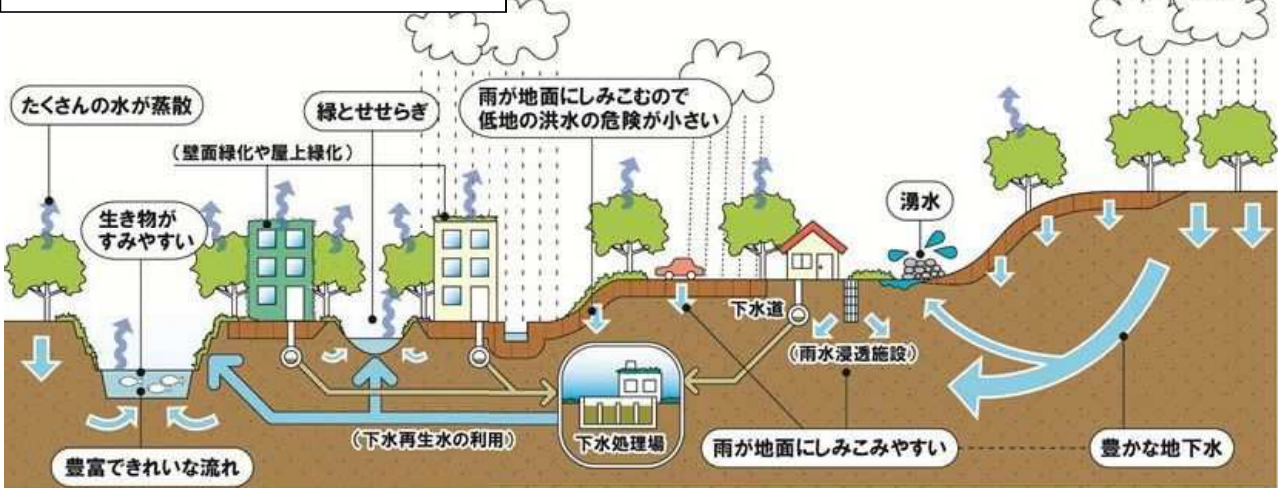 たくさんの水が蒸散
緑とせせらぎ
雨が地面にしみこむので
低地の洪水の危険が小さい
(壁面緑化や屋上緑化)
生き物が
すみやすい
湧水
下水道
(雨水浸透施設)
(下水再生水の利用)
下水処理場
雨が地面にしみこみやすい
豊かな地下水
豊富できれいな流れ